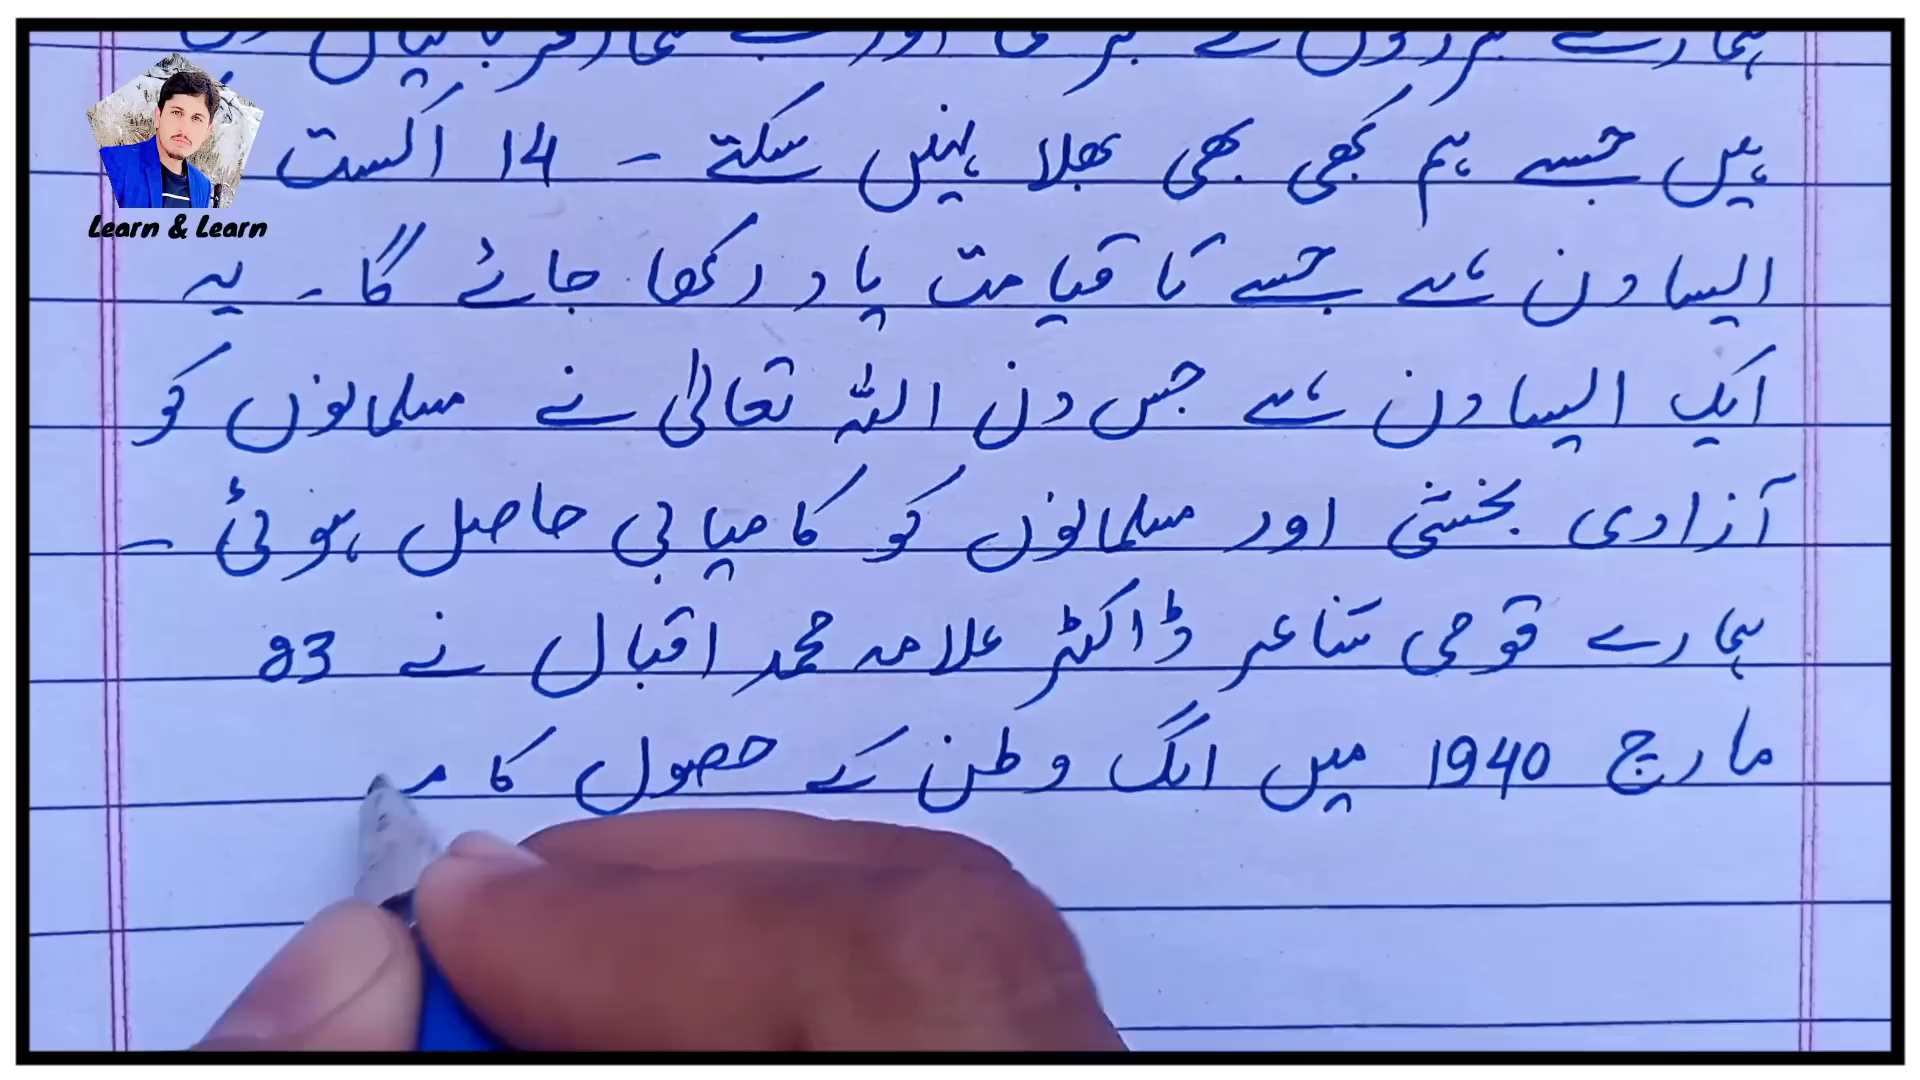 ہمارے بزرگوں نے
ہیں جسے ہم کبھی بھی بھلا نہیں سکتے ۔ 14 اگست
Learn & Learn
ایسا دن ہے جسے تا قیامت یاد رکھا جائے گا ۔ یہ
ایک ایسا دن ہے جس دن اللہ تعالیٰ نے مسلمانوں کو
آزادی بخشی اور مسلمانوں کو کامیابی حاصل ہوئی ۔
ہمارے قومی شاعر ڈاکٹر علامہ محمد اقبال نے 23
مارچ 1940 میں الگ وطن کے حصول کا